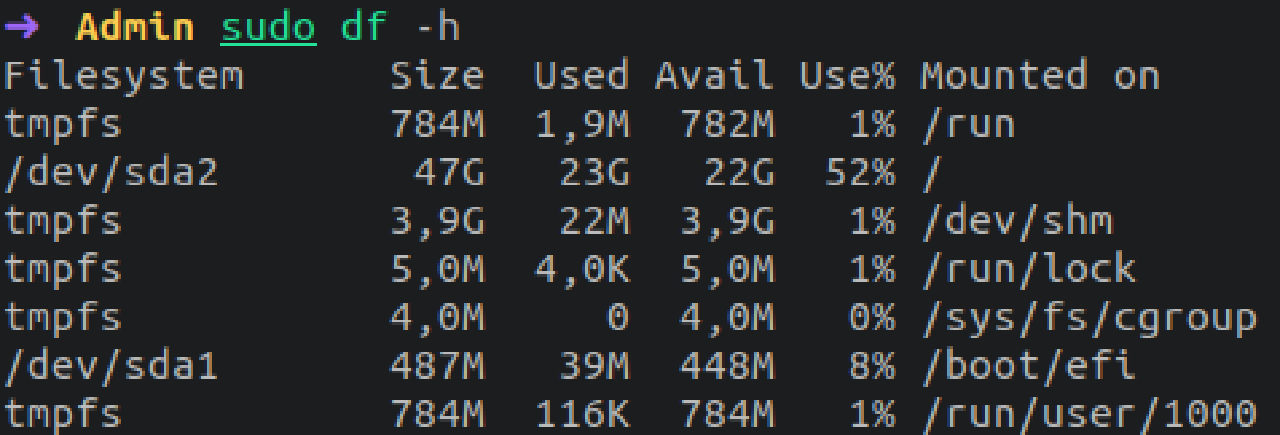 → Admin sudo df -h
Filesystem      Size  Used Avail Use% Mounted on
tmpfs           784M  1,9M  782M   1% /run
/dev/sda2        47G   23G   22G  52% /
tmpfs           3,9G   22M  3,9G   1% /dev/shm
tmpfs           5,0M  4,0K  5,0M   1% /run/lock
tmpfs           4,0M     0  4,0M   0% /sys/fs/cgroup
/dev/sda1       487M   39M  448M   8% /boot/efi
tmpfs           784M  116K  784M   1% /run/user/1000